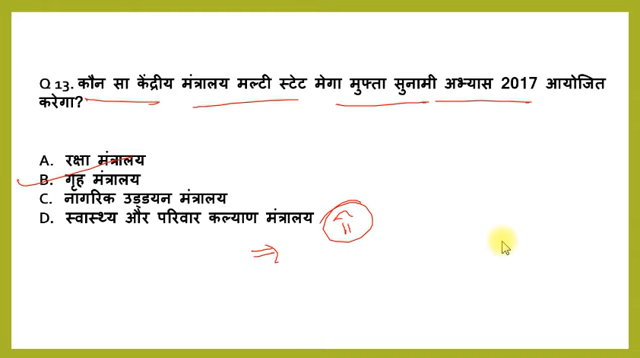 Q 13. कौन सा केंद्रीय मंत्रालय मल्टी स्टेट मेगा मुफ्ता सुनामी अभ्यास 2017 आयोजित
करेगा?
A. रक्षा मंत्रालय
B. गृह मंत्रालय
C. नागरिक उड्डयन मंत्रालय
D. स्वास्थ्य और परिवार कल्याण मंत्रालय